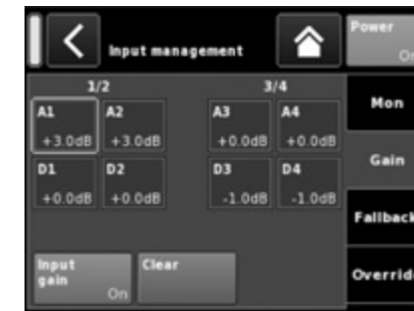 Input management
Power
On
1/2
3/4
A1
A2
A3
A4
+3.0dB
+3.0dB
+0.0dB
+0.0dB
D1
D2
D3
D4
+0.0dB
+0.0dB
-1.0dB
-1.0dB
Mon
Gain
Fallback
Overrid
Input gain
On
Clear